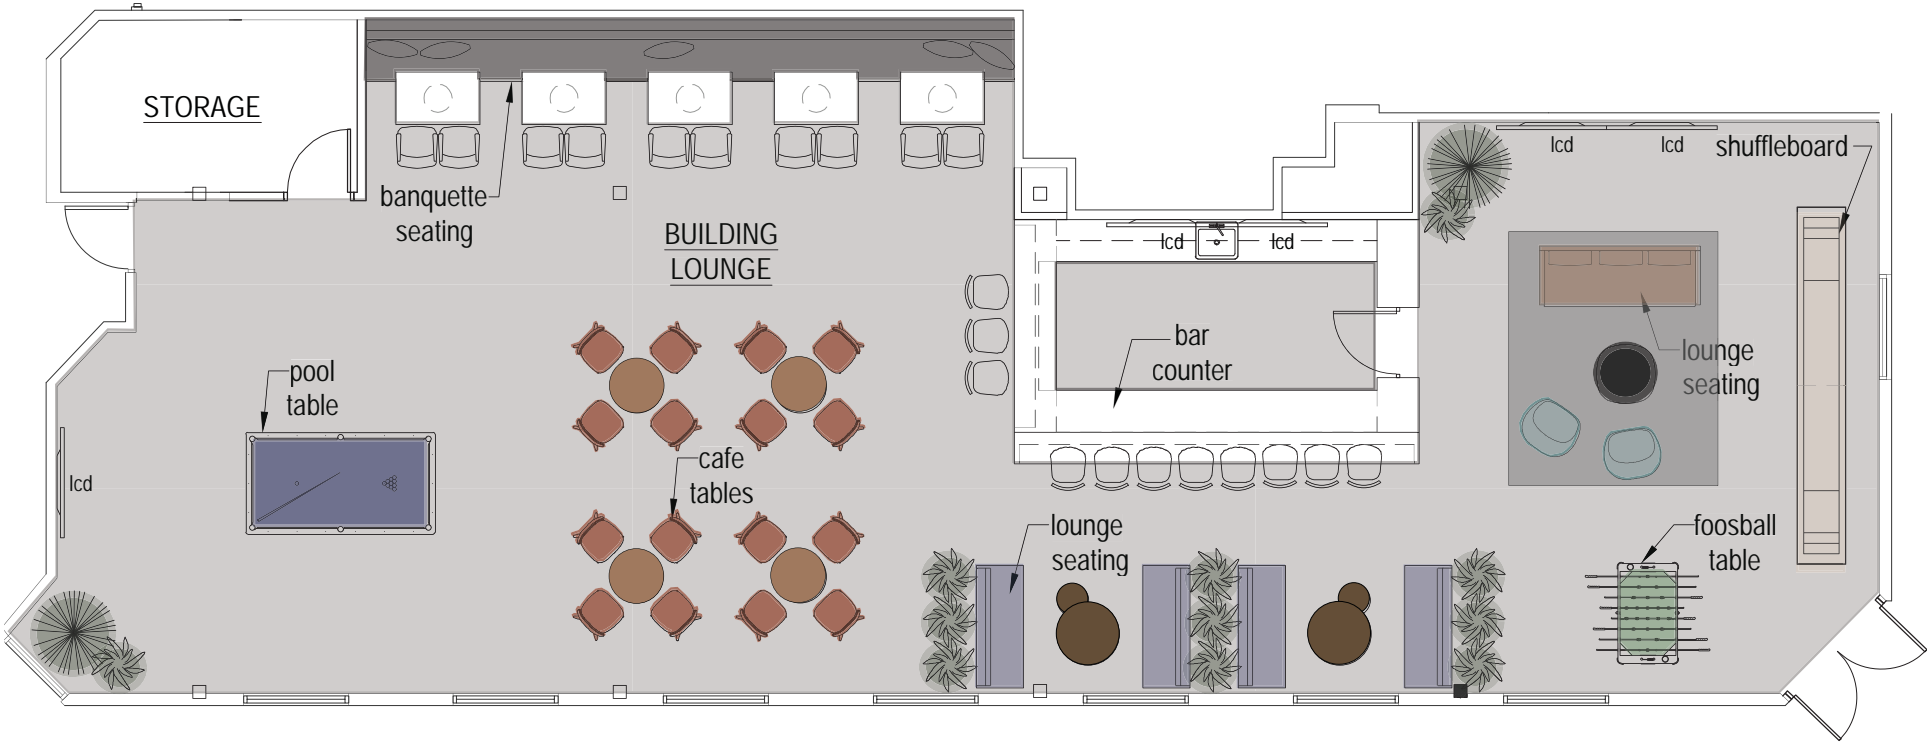 STORAGE
banquette
seating
BUILDING
LOUNGE
lcd
lcd
bar
counter
lcd
lcd
shuffleboard
lounge
seating
pool
table
lcd
cafe
tables
lounge
seating
foosball
table